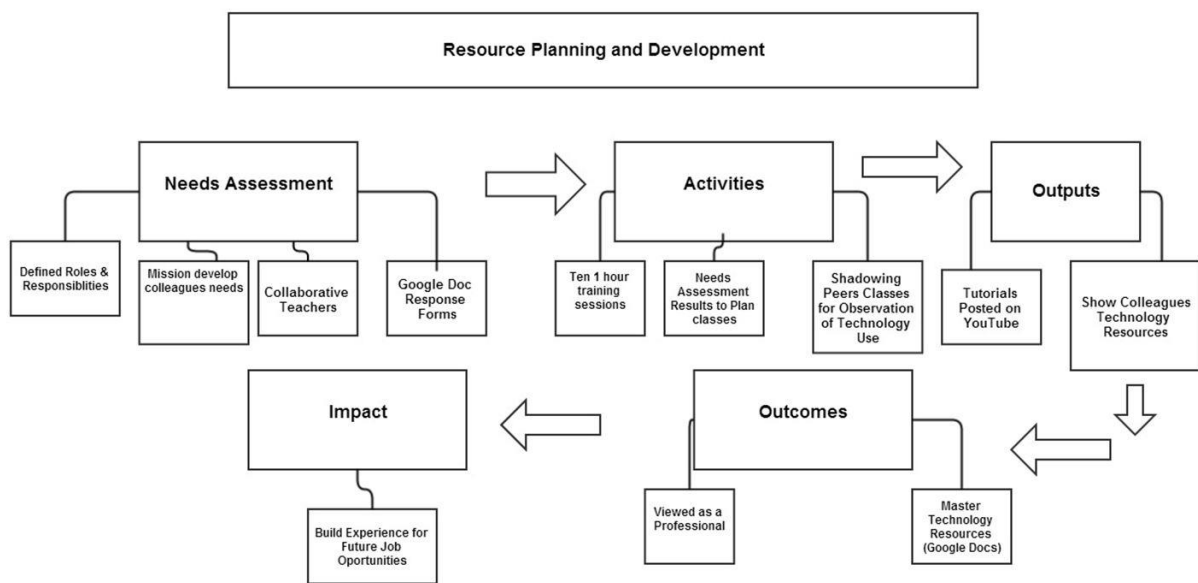 Resource Planning and Development
Needs Assessment
Activities
Outputs
Defined Roles &
Responsiblities
Mission develop
colleagues needs
Collaborative
Teachers
Google Doc
Response
Forms
Ten 1 hour
training
sessions
Needs
Assessment
Results to Plan
classes
Shadowing
Peers Classes
for Observation
of Technology
Use
Tutorials
Posted on
YouTube
Show Colleagues
Technology
Resources
Impact
Outcomes
Build Experience for
Future Job
Oportunities
Viewed as a
Professional
Master
Technology
Resources
(Google Docs)